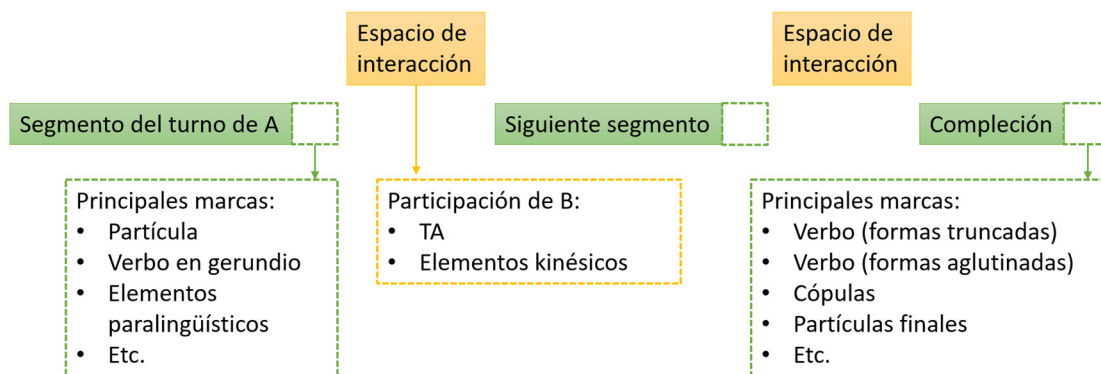 Espacio de
interacción
Espacio de
interacción
Segmento del turno de A
Siguiente segmento
Compleción
Principales marcas:
• Partícula
• Verbo en gerundio
• Elementos
paralingüísticos
• Etc.
Participación de B:
• TA
• Elementos kinésicos
Principales marcas:
• Verbo (formas truncadas)
• Verbo (formas aglutinadas)
• Cópulas
• Partículas finales
• Etc.